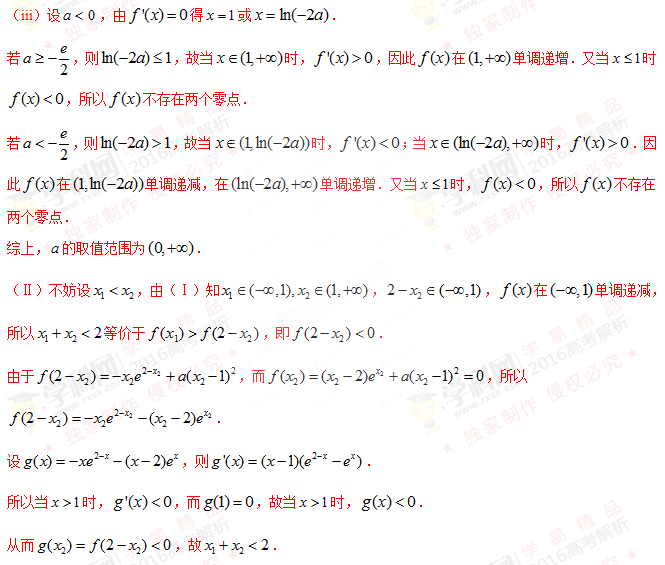 （iii）设 a < 0，由 f '(x) = 0 得 x = 1 或 x = ln(−2a)．
若 a ≥ −e/2，则 ln(−2a) ≤ 1，故当 x ∈ (1, +∞) 时，f '(x) > 0，因此 f(x) 在 (1, +∞) 单调递增．又当 x ≤ 1 时
f(x) < 0，所以 f(x) 不存在两个零点．
若 a < −e/2，则 ln(−2a) > 1，故当 x ∈ (1, ln(−2a)) 时，f '(x) < 0；当 x ∈ (ln(−2a), +∞) 时，f '(x) > 0．因
此 f(x) 在 (1, ln(−2a)) 单调递减，在 (ln(−2a), +∞) 单调递增．又当 x ≤ 1 时，f(x) < 0，所以 f(x) 不存在
两个零点．
综上，a 的取值范围为 (0, +∞)．
（Ⅱ）不妨设 x₁ < x₂，由（Ⅰ）知 x₁ ∈ (−∞,1), x₂ ∈ (1, +∞)，2 − x₂ ∈ (−∞,1)，f(x) 在 (−∞,1) 单调递减，
所以 x₁ + x₂ < 2 等价于 f(x₁) > f(2 − x₂)，即 f(2 − x₂) < 0．
由于 f(2 − x₂) = −x₂e^{2−x₂} + a(x₂ −1)²，而 f(x₂) = (x₂ − 2)e^{x₂} + a(x₂ −1)² = 0，所以
f(2 − x₂) = −x₂e^{2−x₂} − (x₂ − 2)e^{x₂}．
设 g(x) = −xe^{2−x} − (x − 2)e^x，则 g '(x) = (x −1)(e^{2−x} − e^x)．
所以当 x > 1 时，g '(x) < 0，而 g(1) = 0，故当 x > 1 时，g(x) < 0．
从而 g(x₂) = f(2 − x₂) < 0，故 x₁ + x₂ < 2．